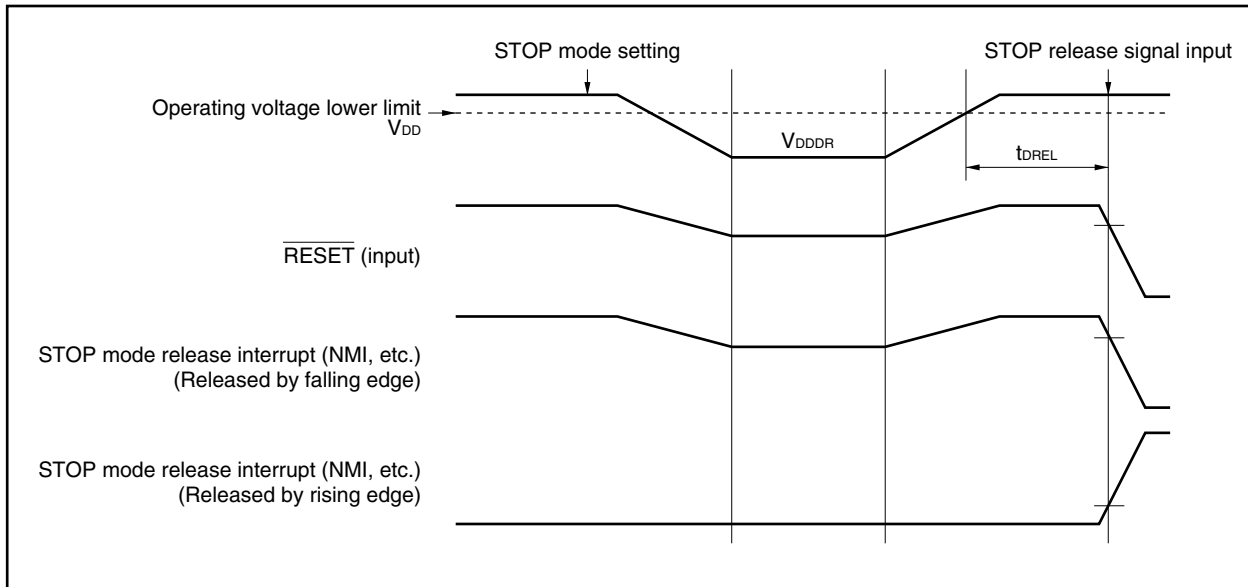 STOP mode setting
STOP release signal input
Operating voltage lower limit
VDD
VDDDR
tDREL
RESET (input)
STOP mode release interrupt (NMI, etc.)
(Released by falling edge)
STOP mode release interrupt (NMI, etc.)
(Released by rising edge)